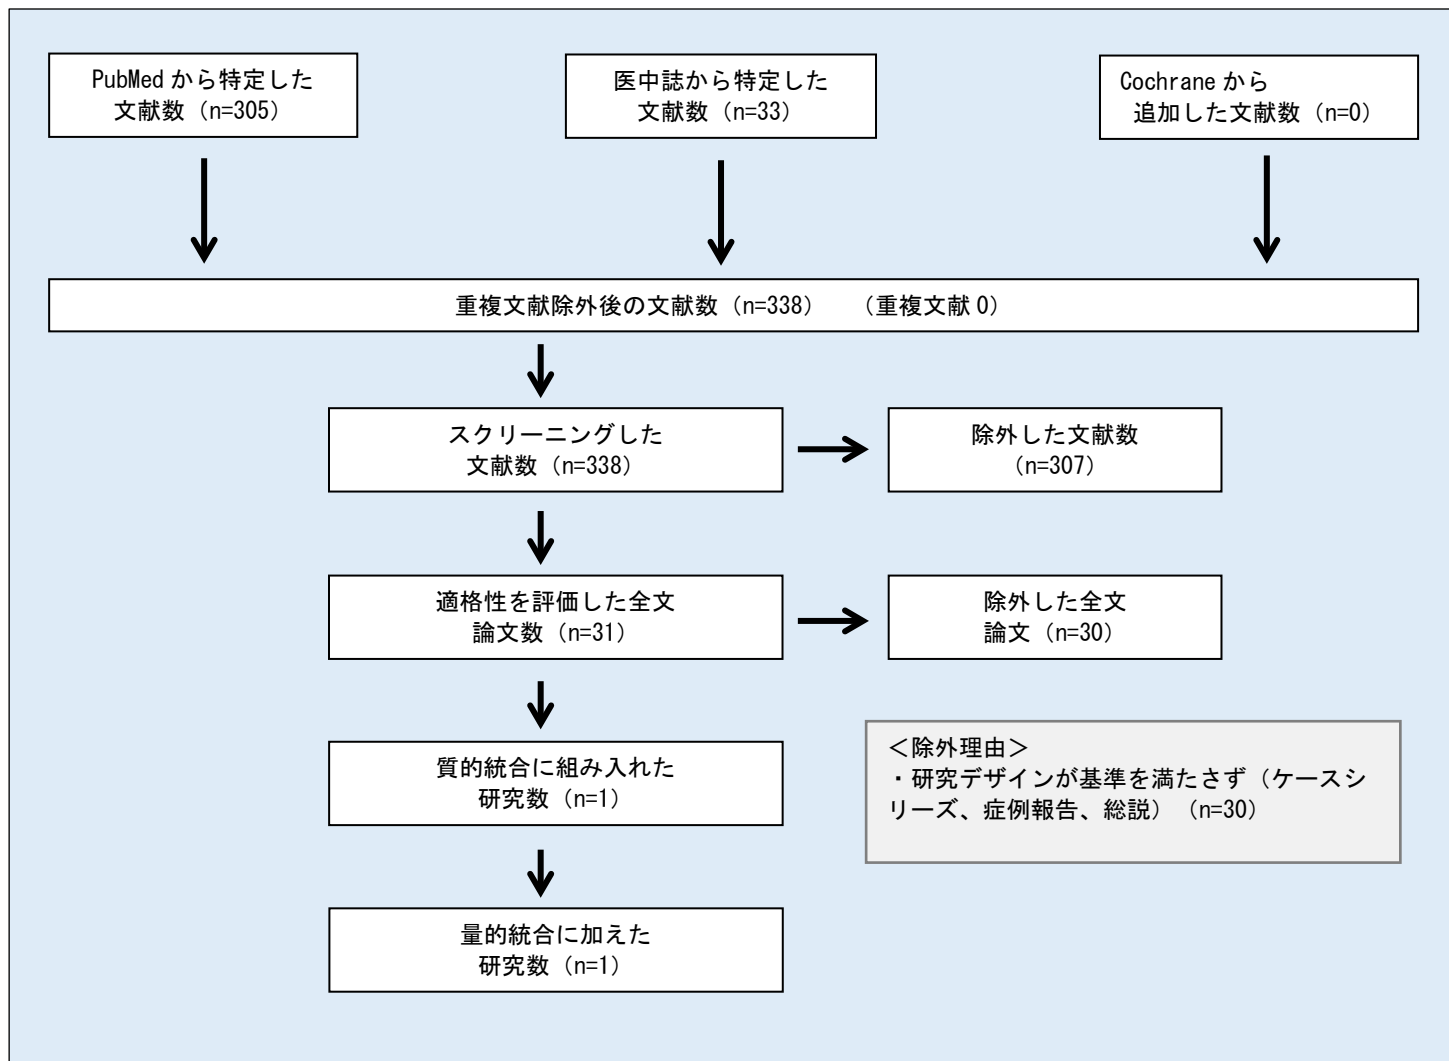 PubMed から特定した
文献数（n=305）
医中誌から特定した
文献数（n=33）
Cochrane から
追加した文献数（n=0）
重複文献除外後の文献数（n=338）　（重複文献 0）
スクリーニングした
文献数（n=338）
除外した文献数
（n=307）
適格性を評価した全文
論文数（n=31）
除外した全文
論文（n=30）
質的統合に組み入れた
研究数（n=1）
＜除外理由＞
・研究デザインが基準を満たさず（ケースシ
リーズ、症例報告、総説）（n=30）
量的統合に加えた
研究数（n=1）